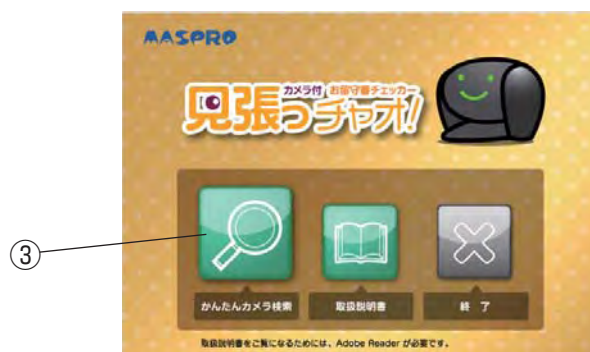 MASPRO
カメラ付 お留守番チェッカー
見張っチャオ!
③
かんたんカメラ検索 取扱説明書 終 了
取扱説明書をご覧になるためには、Adobe Reader が必要です。